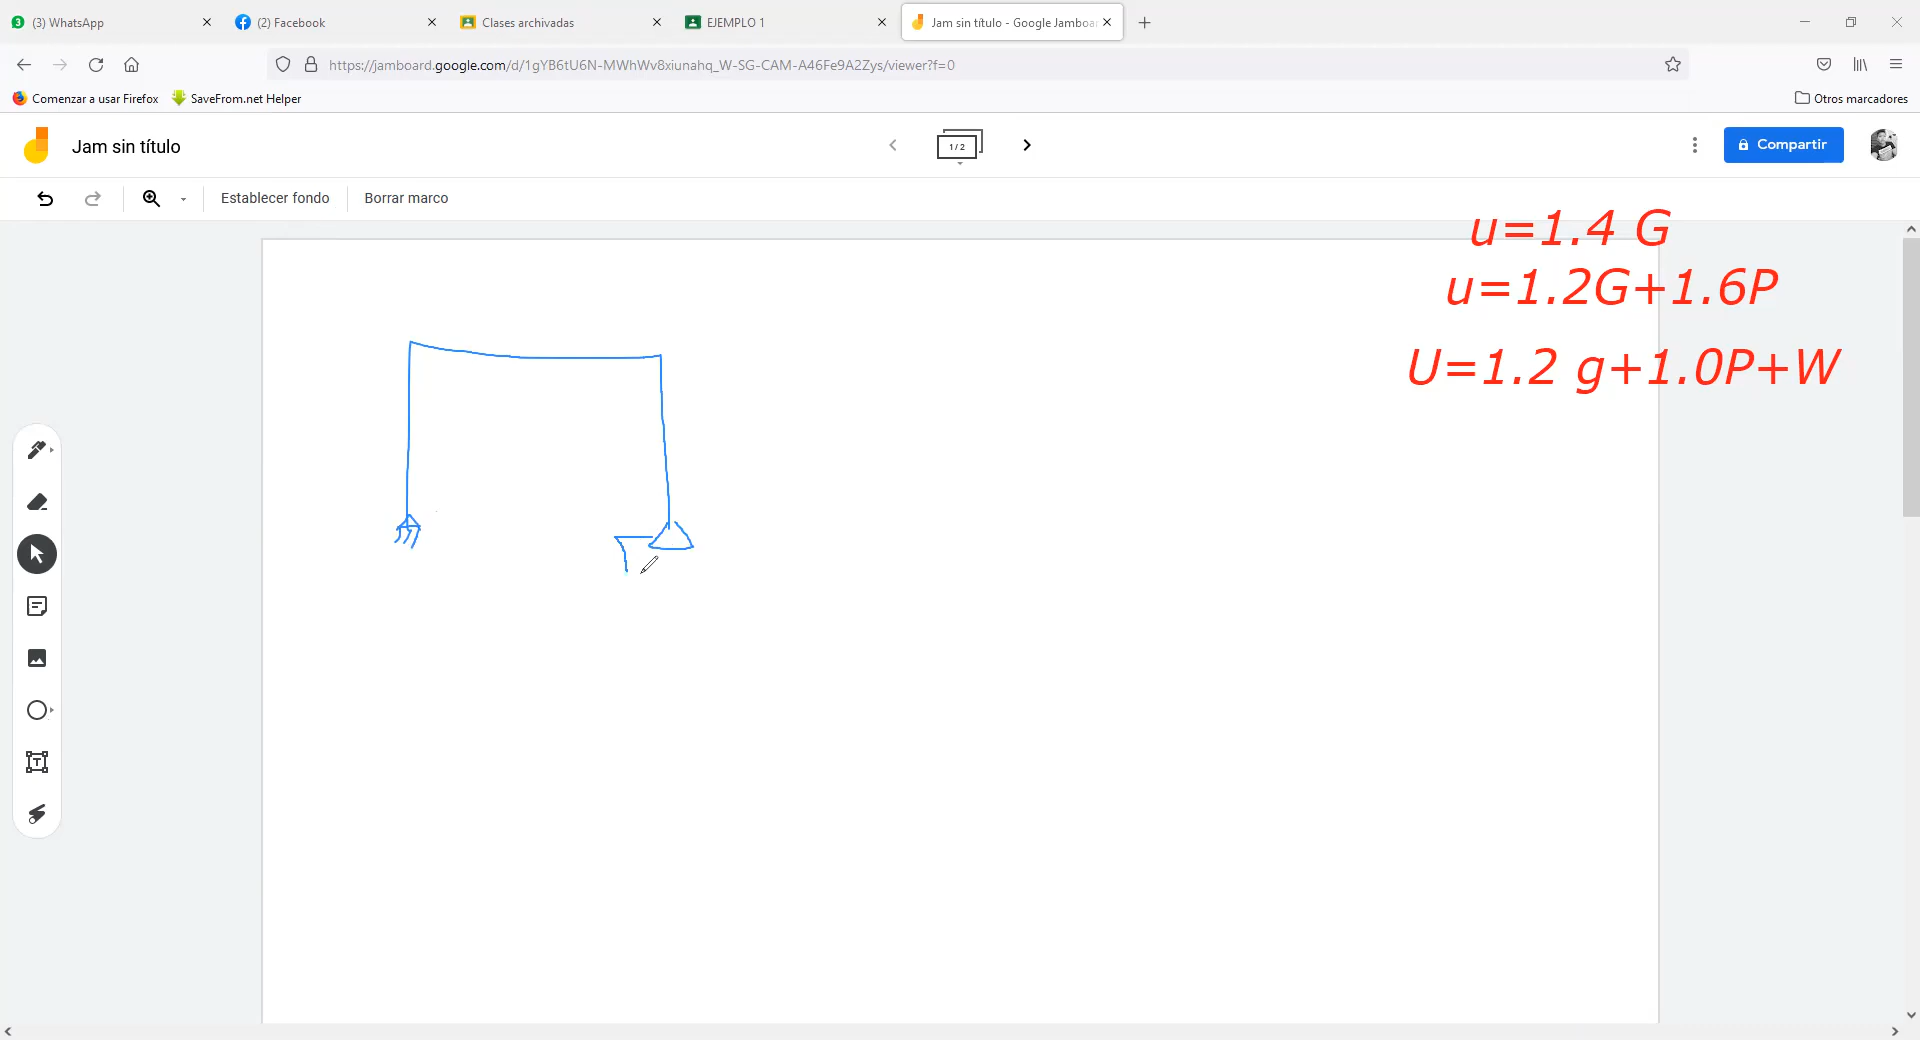 3 (3) WhatsApp
(2) Facebook
Clases archivadas
EJEMPLO 1
Jam sin título - Google Jamboar
https://jamboard.google.com/d/1gYB6tU6N-MWhWv8xiunahq_W-SG-CAM-A46Fe9A2Zys/viewer?f=0
Comenzar a usar Firefox
SaveFrom.net Helper
Otros marcadores
Jam sin título
1/2
Compartir
Establecer fondo
Borrar marco
u=1.4 G
u=1.2G+1.6P
U=1.2 g+1.0P+W
T